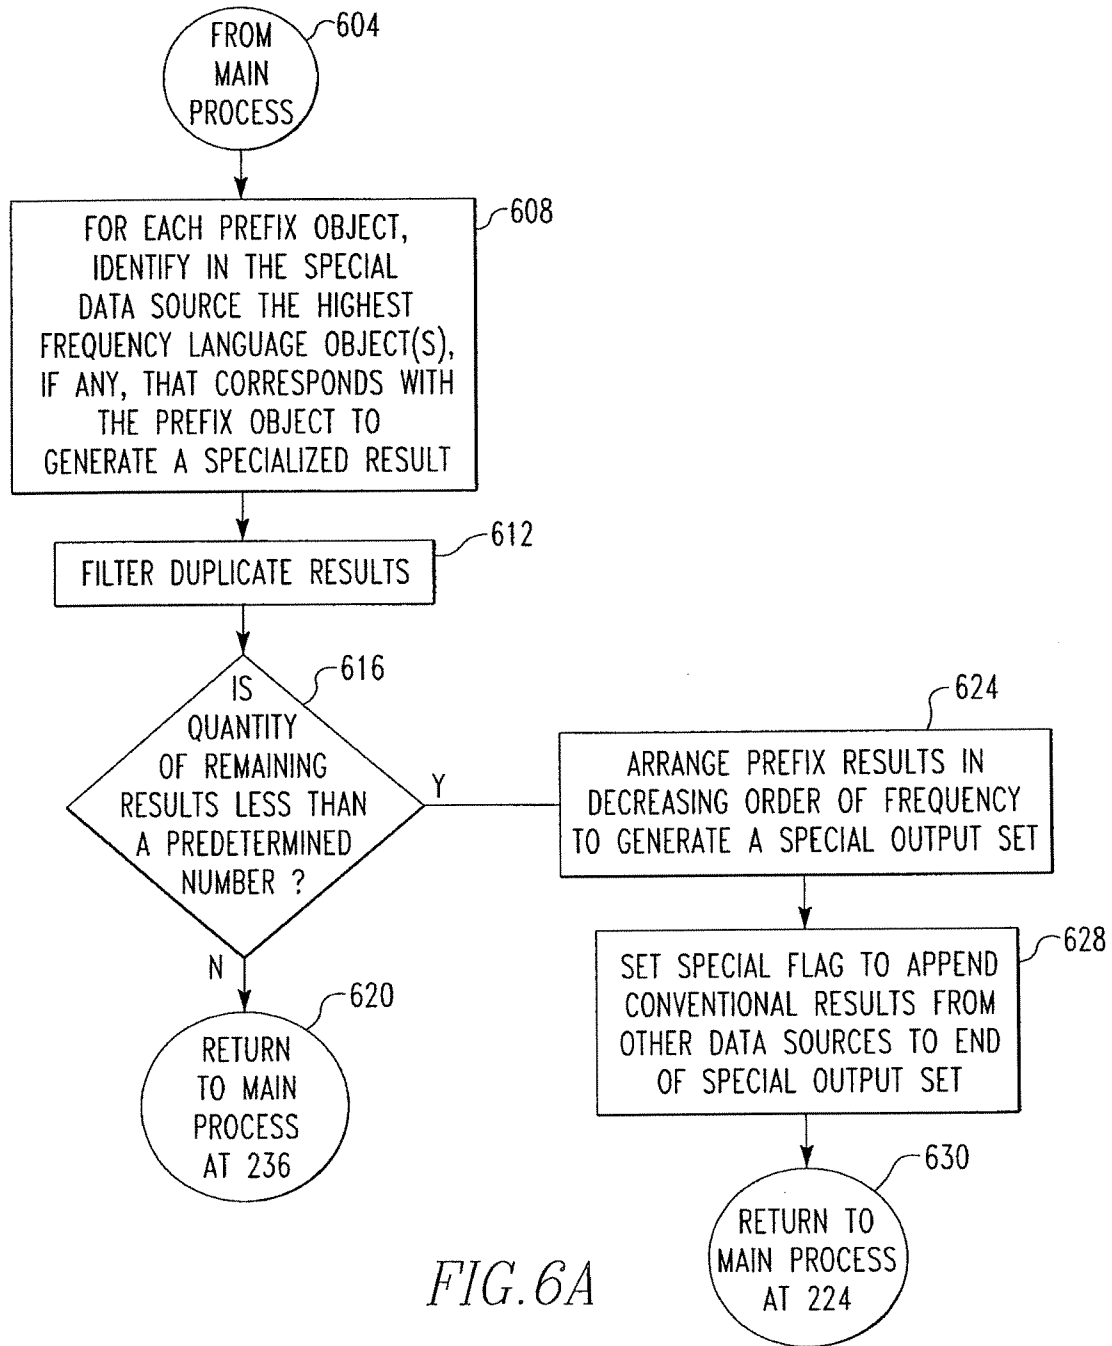 FROM
MAIN
PROCESS
604
FOR EACH PREFIX OBJECT,
IDENTIFY IN THE SPECIAL
DATA SOURCE THE HIGHEST
FREQUENCY LANGUAGE OBJECT(S),
IF ANY, THAT CORRESPONDS WITH
THE PREFIX OBJECT TO
GENERATE A SPECIALIZED RESULT
608
FILTER DUPLICATE RESULTS
612
IS
QUANTITY
OF REMAINING
RESULTS LESS THAN
A PREDETERMINED
NUMBER ?
616
Y
N
RETURN
TO MAIN
PROCESS
AT 236
620
ARRANGE PREFIX RESULTS IN
DECREASING ORDER OF FREQUENCY
TO GENERATE A SPECIAL OUTPUT SET
624
SET SPECIAL FLAG TO APPEND
CONVENTIONAL RESULTS FROM
OTHER DATA SOURCES TO END
OF SPECIAL OUTPUT SET
628
RETURN TO
MAIN PROCESS
AT 224
630
FIG.6A